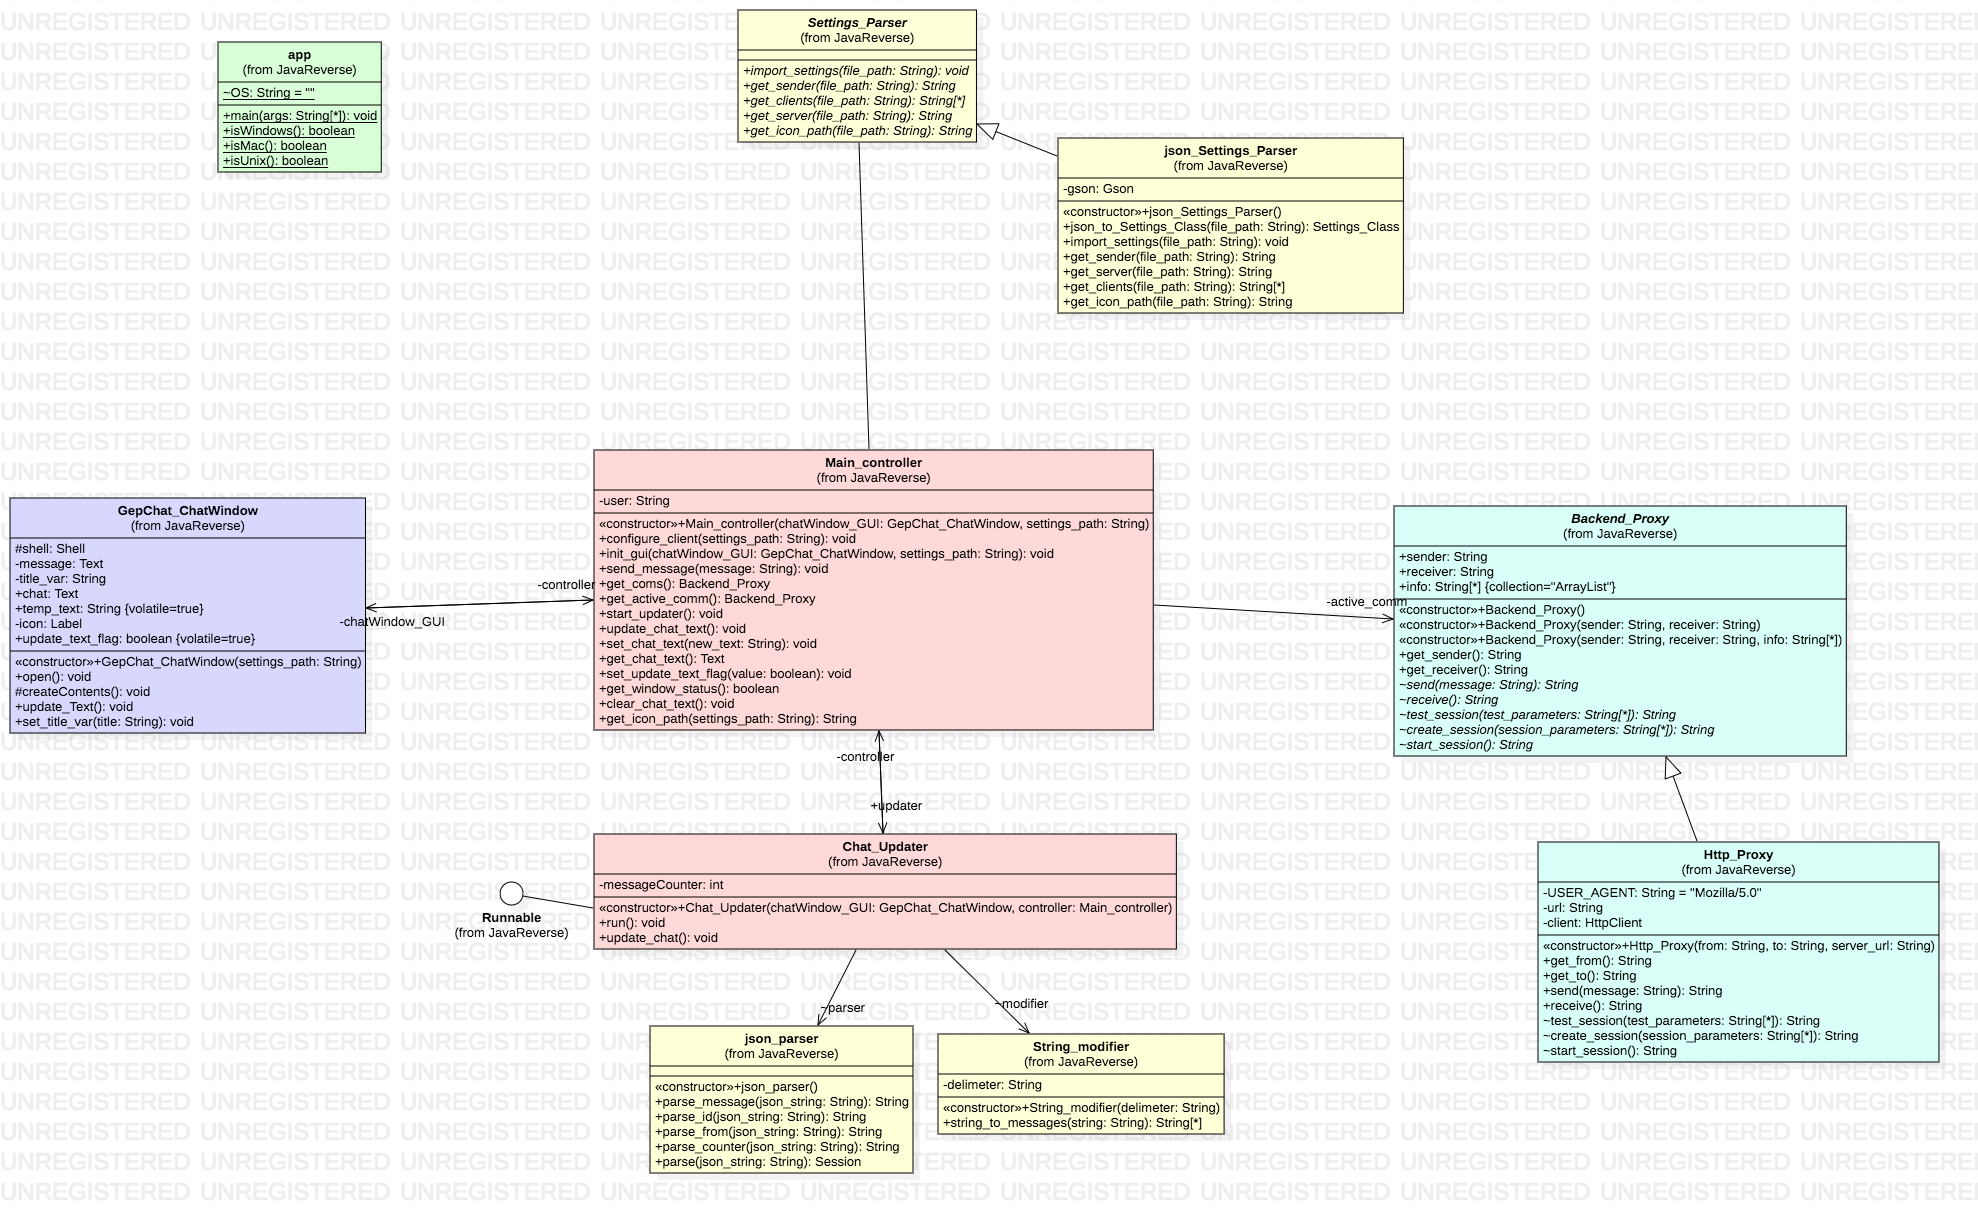 Settings_Parser
(from JavaReverse)
+import_settings(file_path: String): void
+get_sender(file_path: String): String
+get_clients(file_path: String): String[*]
+get_server(file_path: String): String
+get_icon_path(file_path: String): String
app
(from JavaReverse)
~OS: String = ""
+main(args: String[*]): void
+isWindows(): boolean
+isMac(): boolean
+isUnix(): boolean
json_Settings_Parser
(from JavaReverse)
-gson: Gson
«constructor»+json_Settings_Parser()
+json_to_Settings_Class(file_path: String): Settings_Class
+import_settings(file_path: String): void
+get_sender(file_path: String): String
+get_server(file_path: String): String
+get_clients(file_path: String): String[*]
+get_icon_path(file_path: String): String
Main_controller
(from JavaReverse)
-user: String
«constructor»+Main_controller(chatWindow_GUI: GepChat_ChatWindow, settings_path: String)
+configure_client(settings_path: String): void
+init_gui(chatWindow_GUI: GepChat_ChatWindow, settings_path: String): void
+send_message(message: String): void
+get_coms(): Backend_Proxy
+get_active_comm(): Backend_Proxy
+start_updater(): void
+update_chat_text(): void
+set_chat_text(new_text: String): void
+get_chat_text(): Text
+set_update_text_flag(value: boolean): void
+get_window_status(): boolean
+clear_chat_text(): void
+get_icon_path(settings_path: String): String
GepChat_ChatWindow
(from JavaReverse)
#shell: Shell
-message: Text
-title_var: String
+chat: Text
+temp_text: String {volatile=true}
-icon: Label
+update_text_flag: boolean {volatile=true}
«constructor»+GepChat_ChatWindow(settings_path: String)
+open(): void
#createContents(): void
+update_Text(): void
+set_title_var(title: String): void
-controller
-chatWindow_GUI
-active_comm
Backend_Proxy
(from JavaReverse)
+sender: String
+receiver: String
+info: String[*] {collection="ArrayList"}
«constructor»+Backend_Proxy()
«constructor»+Backend_Proxy(sender: String, receiver: String)
«constructor»+Backend_Proxy(sender: String, receiver: String, info: String[*])
+get_sender(): String
+get_receiver(): String
~send(message: String): String
~receive(): String
~test_session(test_parameters: String[*]): String
~create_session(session_parameters: String[*]): String
~start_session(): String
-controller
+updater
Chat_Updater
(from JavaReverse)
-messageCounter: int
«constructor»+Chat_Updater(chatWindow_GUI: GepChat_ChatWindow, controller: Main_controller)
+run(): void
+update_chat(): void
Runnable
(from JavaReverse)
Http_Proxy
(from JavaReverse)
-USER_AGENT: String = "Mozilla/5.0"
-url: String
-client: HttpClient
«constructor»+Http_Proxy(from: String, to: String, server_url: String)
+get_from(): String
+get_to(): String
+send(message: String): String
+receive(): String
~test_session(test_parameters: String[*]): String
~create_session(session_parameters: String[*]): String
~start_session(): String
~parser
~modifier
json_parser
(from JavaReverse)
«constructor»+json_parser()
+parse_message(json_string: String): String
+parse_id(json_string: String): String
+parse_from(json_string: String): String
+parse_counter(json_string: String): String
+parse(json_string: String): Session
String_modifier
(from JavaReverse)
-delimeter: String
«constructor»+String_modifier(delimeter: String)
+string_to_messages(string: String): String[*]
UNREGISTERED